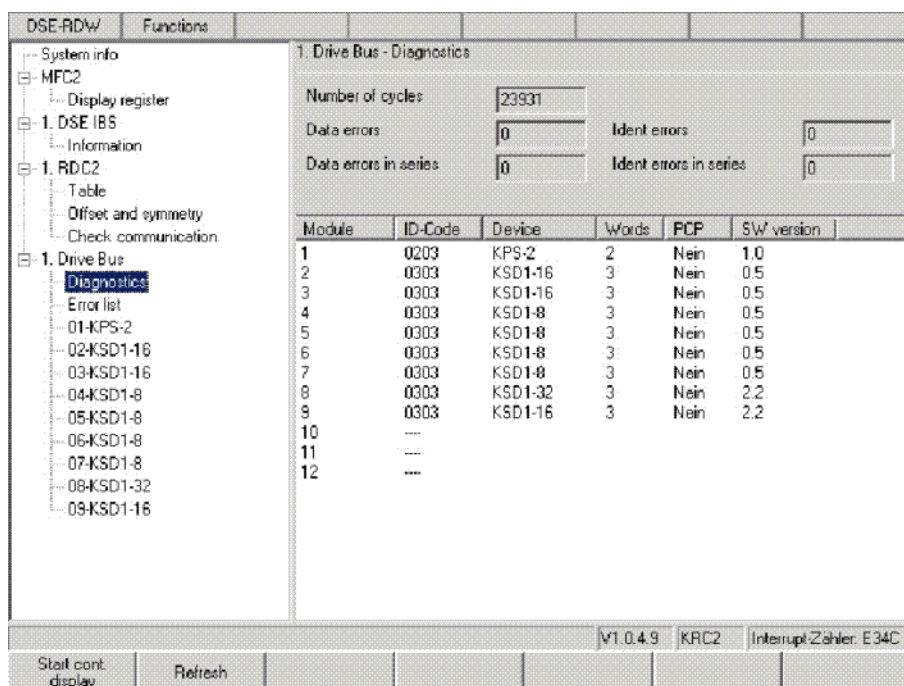 DSE-RDW Functions
System info
MFC2
Display register
1. DSE IBS
Information
1. RDC2
Table
Offset and symmetry
Check communication
1. Drive Bus
Diagnostics
Error list
01-KPS-2
02-KSD1-16
03-KSD1-16
04-KSD1-8
05-KSD1-8
06-KSD1-8
07-KSD1-8
08-KSD1-32
09-KSD1-16
1. Drive Bus - Diagnostics
Number of cycles 23931
Data errors 0 Ident errors 0
Data errors in series 0 Ident errors in series 0
Module ID-Code Device Words PCP SW version
1 0203 KPS-2 2 Nein 1.0
2 0303 KSD1-16 3 Nein 0.5
3 0303 KSD1-16 3 Nein 0.5
4 0303 KSD1-8 3 Nein 0.5
5 0303 KSD1-8 3 Nein 0.5
6 0303 KSD1-8 3 Nein 0.5
7 0303 KSD1-8 3 Nein 0.5
8 0303 KSD1-32 3 Nein 2.2
9 0303 KSD1-16 3 Nein 2.2
10 ----
11 ----
12 ----
V1.0.4.9 KRC2 Interrupt-Zähler: E34C
Start cont. Refresh
display